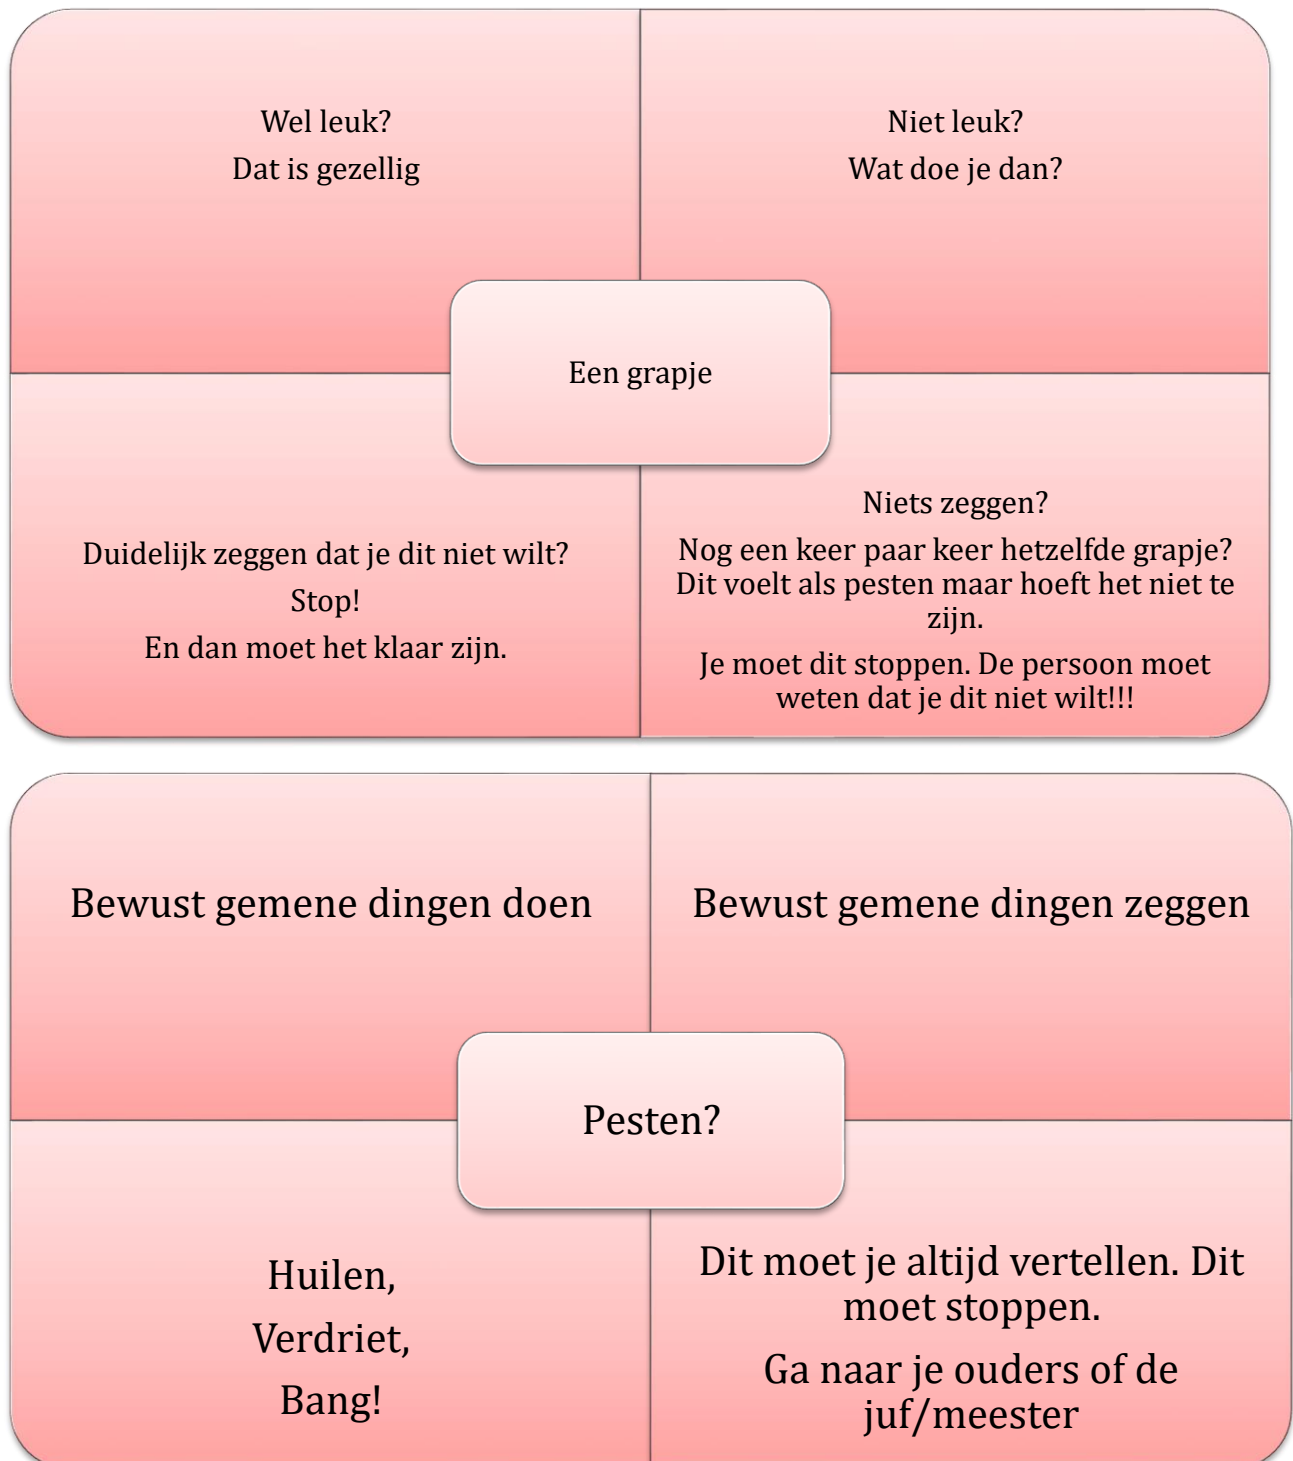 Wel leuk?
Dat is gezellig
Niet leuk?
Wat doe je dan?
Een grapje
Duidelijk zeggen dat je dit niet wilt?
Stop!
En dan moet het klaar zijn.
Niets zeggen?
Nog een keer paar keer hetzelfde grapje?
Dit voelt als pesten maar hoeft het niet te
zijn.
Je moet dit stoppen. De persoon moet
weten dat je dit niet wilt!!!
Bewust gemene dingen doen
Bewust gemene dingen zeggen
Pesten?
Huilen,
Verdriet,
Bang!
Dit moet je altijd vertellen. Dit
moet stoppen.
Ga naar je ouders of de
juf/meester